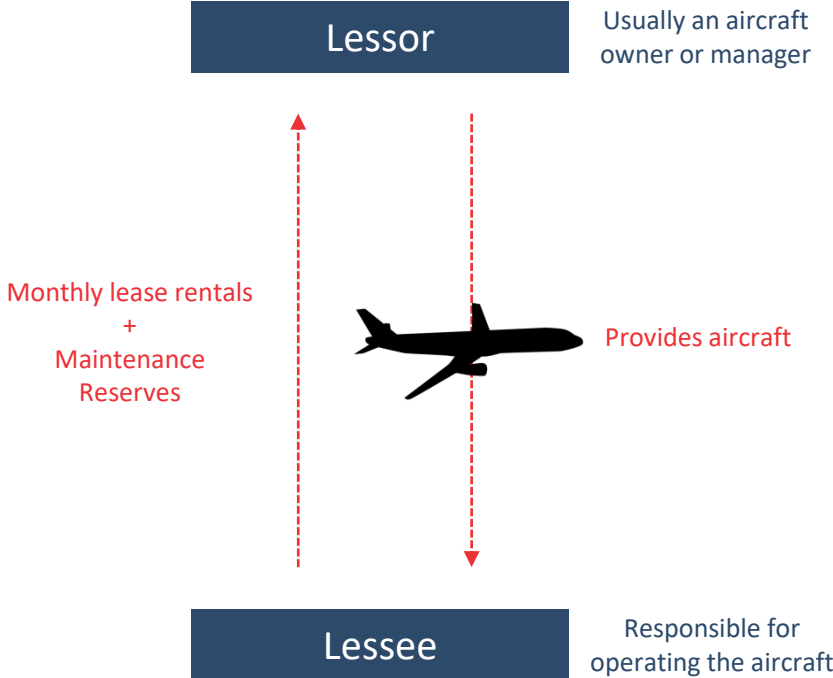 Lessor
Usually an aircraft
owner or manager
Monthly lease rentals
+
Maintenance
Reserves
Provides aircraft
Lessee
Responsible for
operating the aircraft